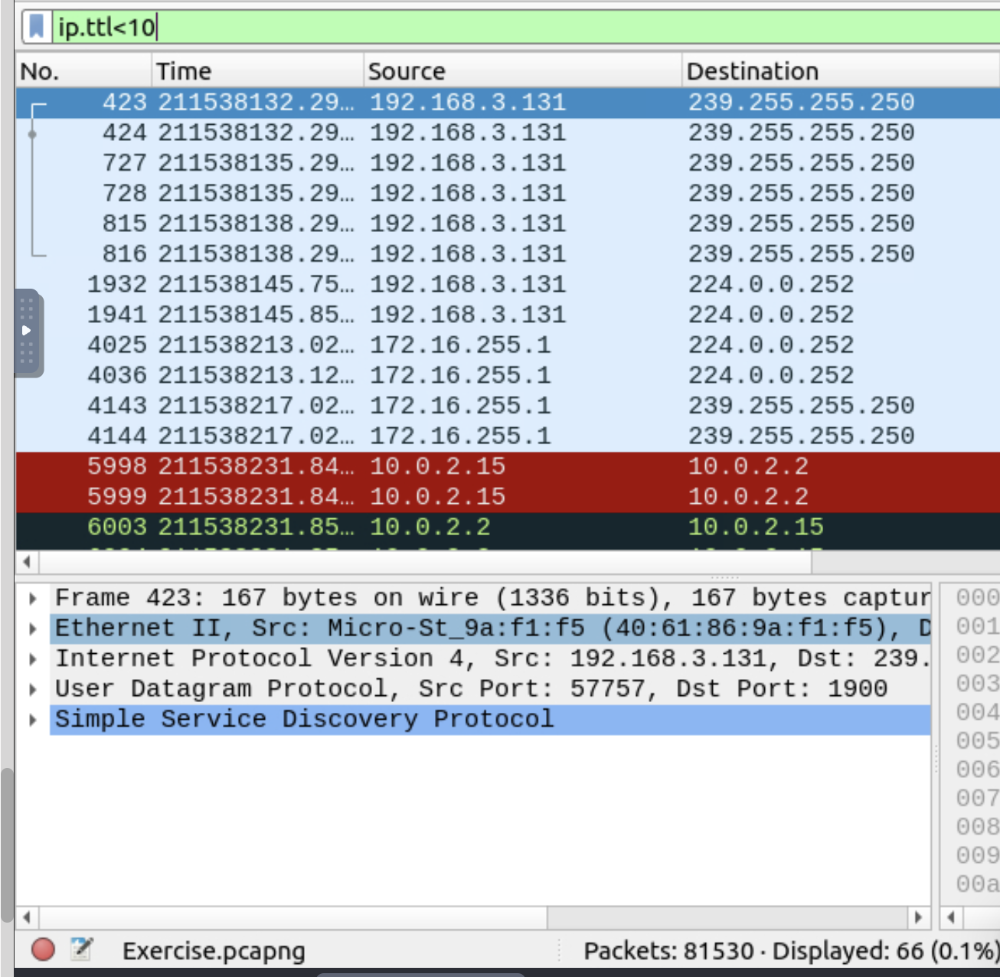 ip.ttl<10
No. Time Source Destination
423 211538132.29… 192.168.3.131 239.255.255.250
424 211538132.29… 192.168.3.131 239.255.255.250
727 211538135.29… 192.168.3.131 239.255.255.250
728 211538135.29… 192.168.3.131 239.255.255.250
815 211538138.29… 192.168.3.131 239.255.255.250
816 211538138.29… 192.168.3.131 239.255.255.250
1932 211538145.75… 192.168.3.131 224.0.0.252
1941 211538145.85… 192.168.3.131 224.0.0.252
4025 211538213.02… 172.16.255.1 224.0.0.252
4036 211538213.12… 172.16.255.1 224.0.0.252
4143 211538217.02… 172.16.255.1 239.255.255.250
4144 211538217.02… 172.16.255.1 239.255.255.250
5998 211538231.84… 10.0.2.15 10.0.2.2
5999 211538231.84… 10.0.2.15 10.0.2.2
6003 211538231.85… 10.0.2.2 10.0.2.15
Frame 423: 167 bytes on wire (1336 bits), 167 bytes captur
Ethernet II, Src: Micro-St_9a:f1:f5 (40:61:86:9a:f1:f5), D
Internet Protocol Version 4, Src: 192.168.3.131, Dst: 239.
User Datagram Protocol, Src Port: 57757, Dst Port: 1900
Simple Service Discovery Protocol
000
001
002
003
004
005
006
007
008
009
00a
Exercise.pcapng
Packets: 81530 · Displayed: 66 (0.1%)